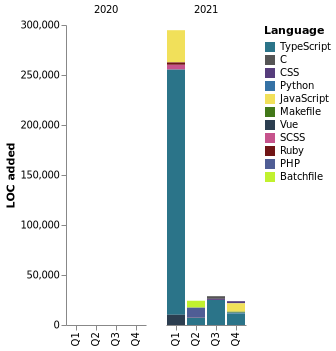 2020 2021
Language
TypeScript
C
CSS
Python
JavaScript
Makefile
Vue
SCSS
Ruby
PHP
Batchfile
LOC added
300,000
250,000
200,000
150,000
100,000
50,000
0
Q1 Q2 Q3 Q4 Q1 Q2 Q3 Q4